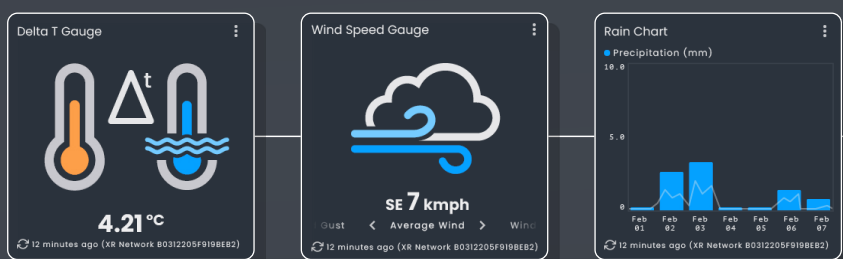 Delta T Gauge
Δt
4.21 °C
12 minutes ago (XR Network B0312205F919BEB2)
Wind Speed Gauge
SE 7 kmph
Gust < Average Wind > Wind
12 minutes ago (XR Network B0312205F919BEB2)
Rain Chart
Precipitation (mm)
10.0
5.0
0
Feb 01 Feb 02 Feb 03 Feb 04 Feb 05 Feb 06 Feb 07
12 minutes ago (XR Network B0312205F919BEB2)